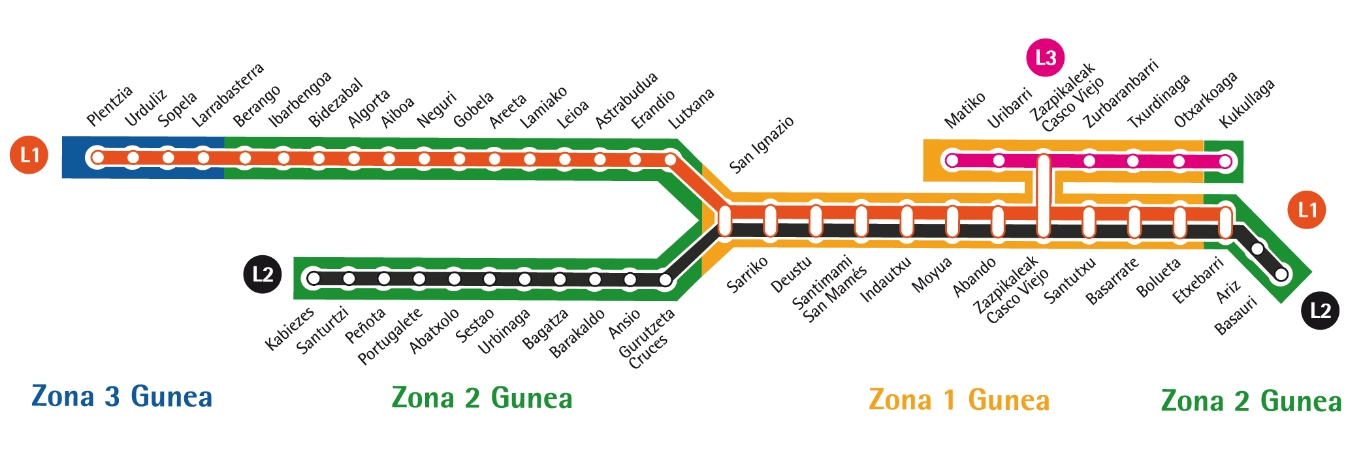 L3
L1
Plentzia
Urduliz
Sopela
Larrabasterra
Berango
Ibarbengoa
Bidezabal
Algorta
Aiboa
Neguri
Gobela
Areeta
Lamiako
Leioa
Astrabudua
Erandio
Lutxana
San Ignazio
Matiko
Uribarri
Zazpikaleak
Casco Viejo
Zurbaranbarri
Txurdinaga
Otxarkoaga
Kukullaga
L1
L2
Kabiezes
Santurtzi
Peñota
Portugalete
Abatxolo
Sestao
Urbinaga
Bagatza
Barakaldo
Ansio
Gurutzeta
Cruces
Sarriko
Deustu
Santimami
San Mamés
Indautxu
Moyua
Abando
Zazpikaleak
Casco Viejo
Santutxu
Basarrate
Bolueta
Etxebarri
Ariz
Basauri
L2
Zona 3 Gunea
Zona 2 Gunea
Zona 1 Gunea
Zona 2 Gunea